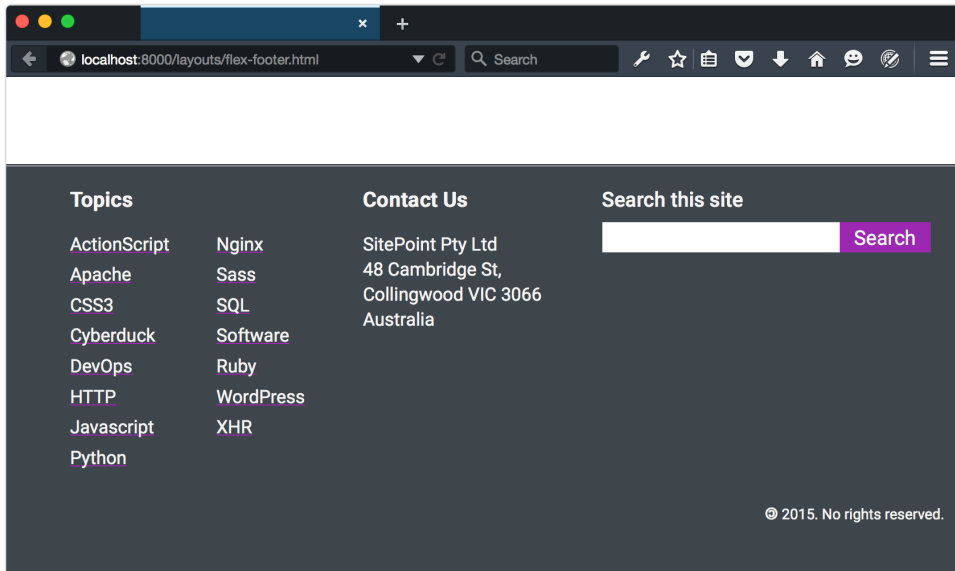 localhost:8000/layouts/flex-footer.html
Search
Topics
ActionScript
Apache
CSS3
Cyberduck
DevOps
HTTP
Javascript
Python
Nginx
Sass
SQL
Software
Ruby
WordPress
XHR
Contact Us
SitePoint Pty Ltd
48 Cambridge St,
Collingwood VIC 3066
Australia
Search this site
Search
🄯 2015. No rights reserved.